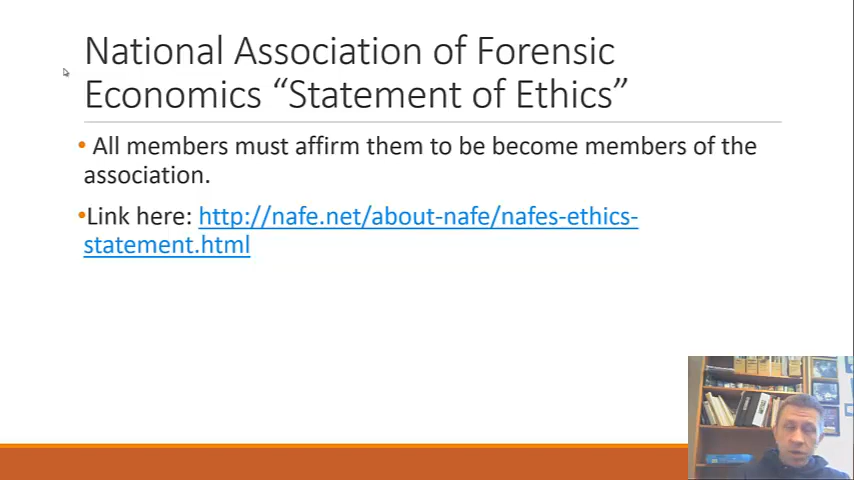 National Association of Forensic
Economics “Statement of Ethics”
• All members must affirm them to be become members of the
association.
•Link here: http://nafe.net/about-nafe/nafes-ethics-
statement.html